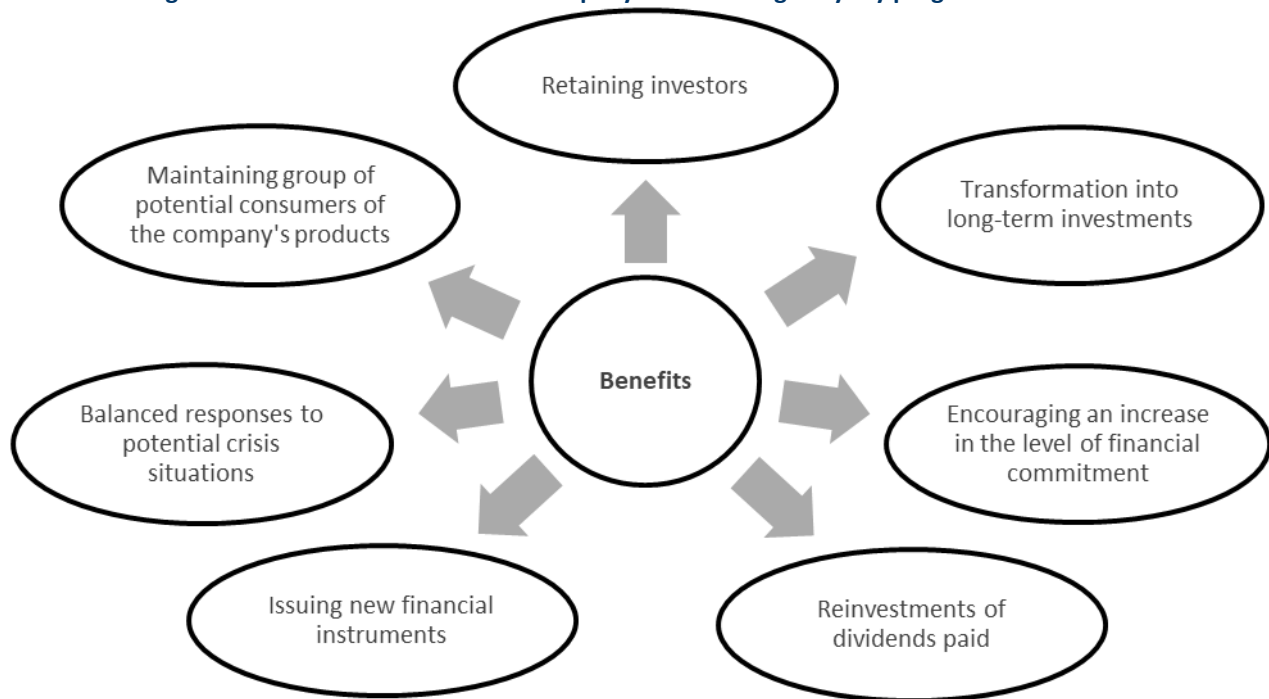 Retaining investors
Maintaining group of
potential consumers of
the company's products
Transformation into
long-term investments
Benefits
Balanced responses to
potential crisis
situations
Encouraging an increase
in the level of financial
commitment
Issuing new financial
instruments
Reinvestments of
dividends paid